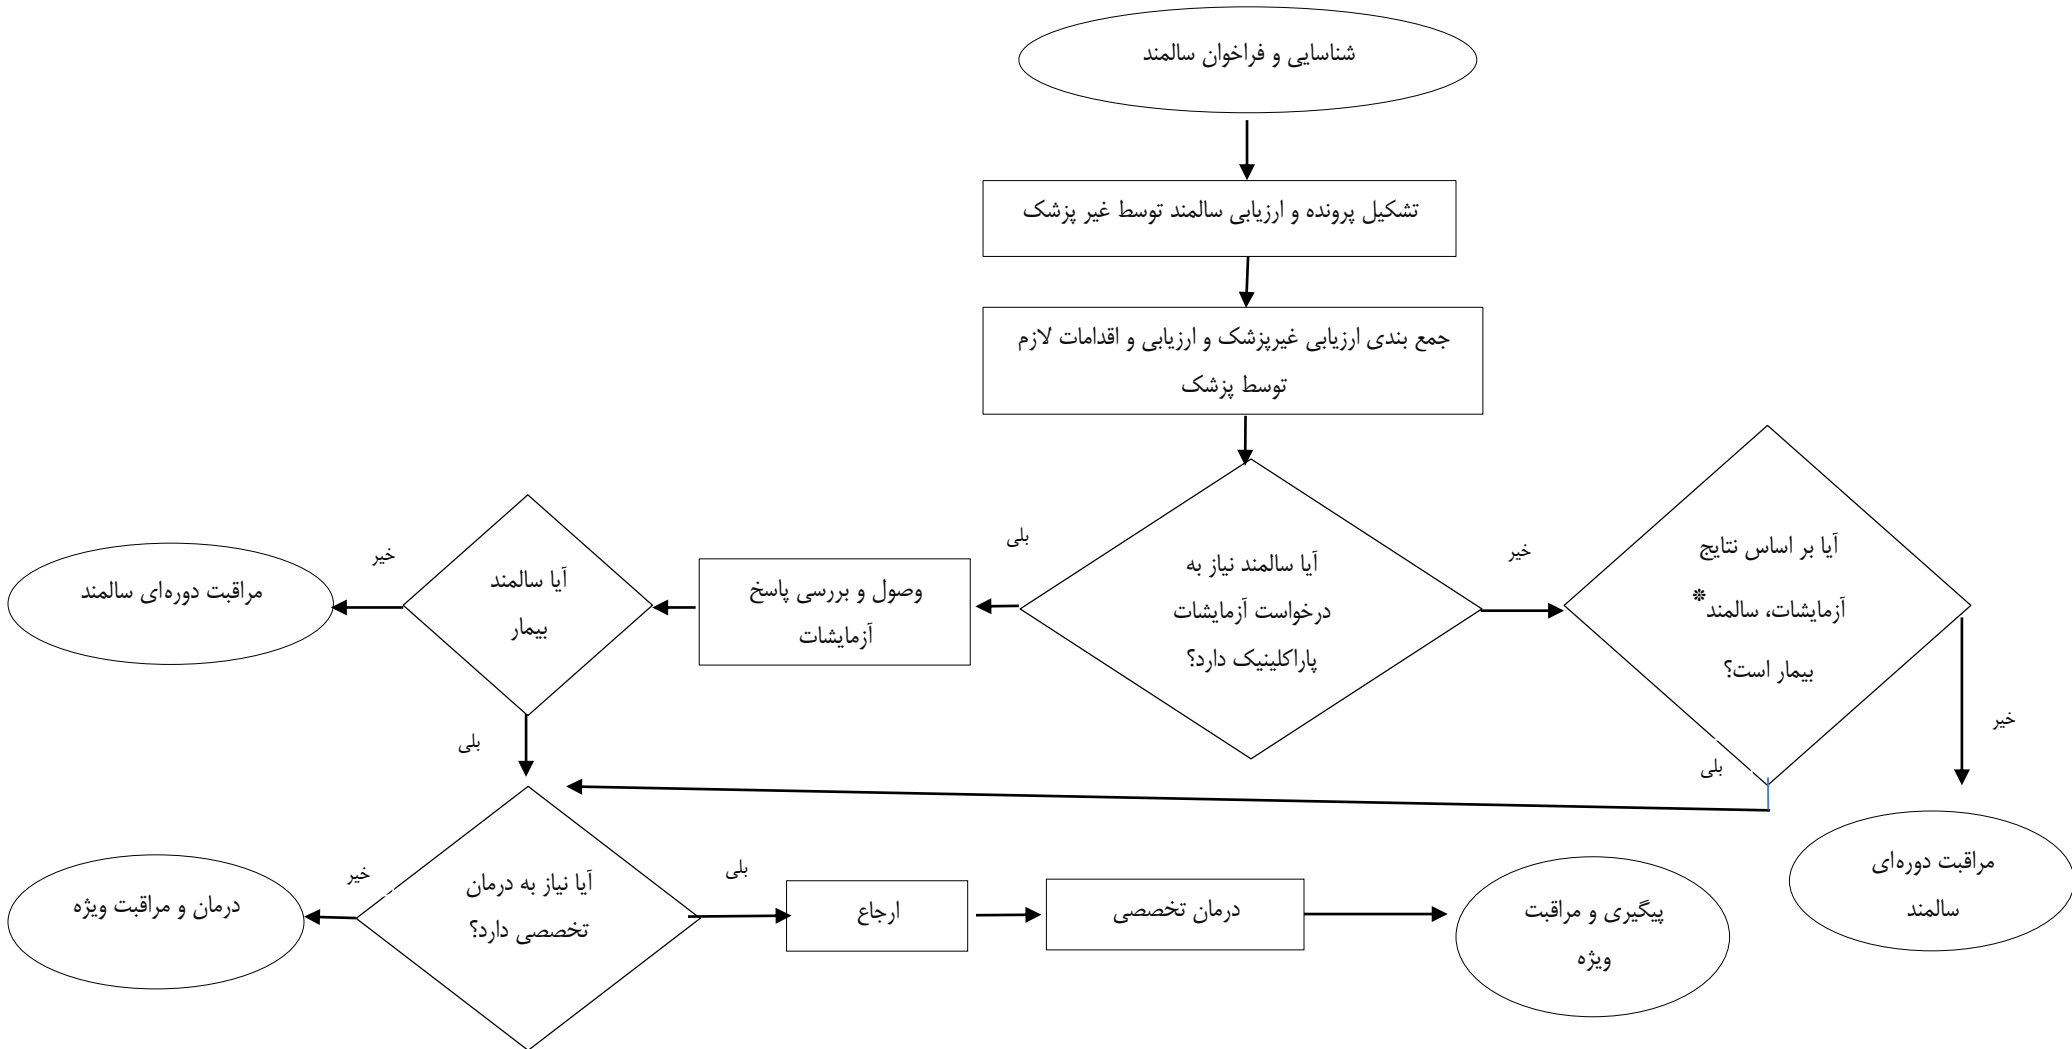 شناسایی و فراخوان سالمند
تشکیل پرونده و ارزیابی سالمند توسط غیر پزشک
جمع بندی ارزیابی غیرپزشک و ارزیابی و اقدامات لازم
توسط پزشک
آیا بر اساس نتایج
آزمایشات، سالمند*
بیمار است؟
خیر
بلی
خیر
آیا سالمند نیاز به
درخواست آزمایشات
پاراکلینیک دارد؟
بلی
وصول و بررسی پاسخ
آزمایشات
آیا سالمند
بیمار
خیر
بلی
مراقبت دوره‌ای سالمند
مراقبت دوره‌ای
سالمند
پیگیری و مراقبت
ویژه
درمان تخصصی
ارجاع
بلی
آیا نیاز به درمان
تخصصی دارد؟
خیر
درمان و مراقبت ویژه